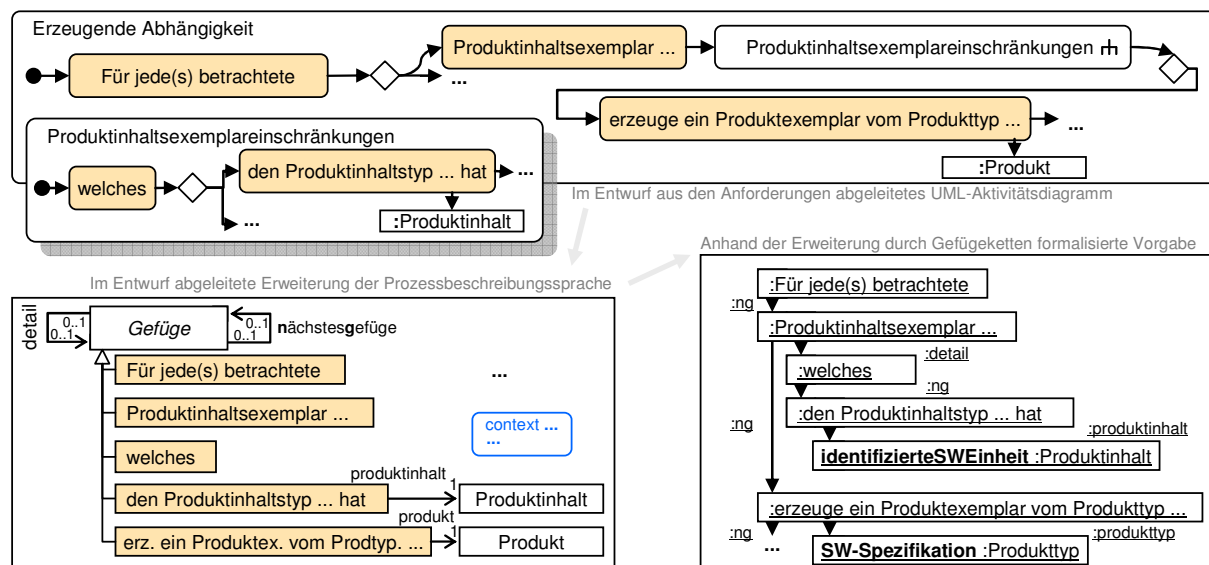 Erzeugende Abhängigkeit
Für jede(s) betrachtete
Produktinhaltsexemplar ...
...
Produktinhaltsexemplareinschränkungen
erzeuge ein Produktexemplar vom Produkttyp ...
...
:Produkt
Produktinhaltsexemplareinschränkungen
welches
den Produktinhaltstyp ... hat
...
...
:Produktinhalt
Im Entwurf aus den Anforderungen abgeleitetes UML-Aktivitätsdiagramm
Im Entwurf abgeleitete Erweiterung der Prozessbeschreibungssprache
detail
0..1
0..1
Gefüge
0..1
0..1
nächstesgefüge
Für jede(s) betrachtete
...
Produktinhaltsexemplar ...
context ...
...
welches
den Produktinhaltstyp ... hat
produktinhalt
1
Produktinhalt
erz. ein Produktex. vom Prodtyp. ...
produkt
1
Produkt
Anhand der Erweiterung durch Gefügeketten formalisierte Vorgabe
:Für jede(s) betrachtete
:ng
:Produktinhaltsexemplar ...
:detail
:welches
:ng
:den Produktinhaltstyp ... hat
:ng
:produktinhalt
identifizierteSWEinheit :Produktinhalt
:erzeuge ein Produktexemplar vom Produkttyp ...
:ng
...
:produkttyp
SW-Spezifikation :Produkttyp